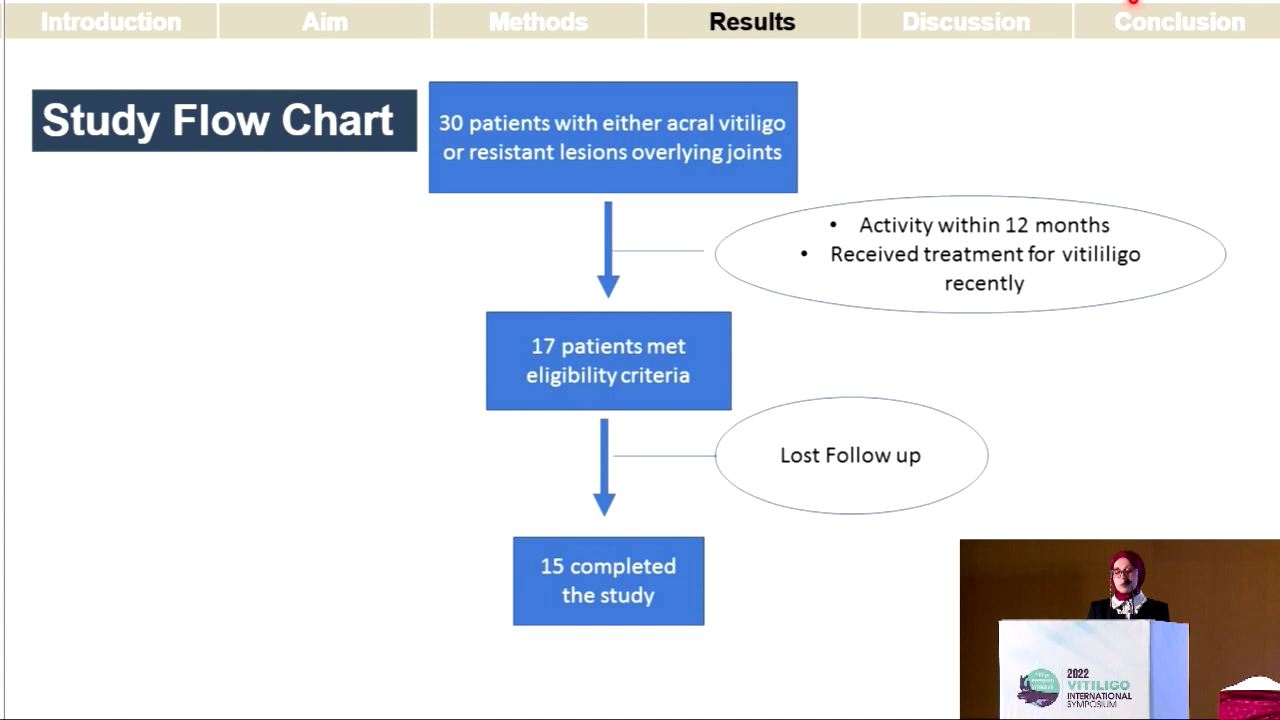 Introduction
Aim
Methods
Results
Discussion
Conclusion
Study Flow Chart
30 patients with either acral vitiligo
or resistant lesions overlying joints
• Activity within 12 months
• Received treatment for vitililigo
recently
17 patients met
eligibility criteria
Lost Follow up
15 completed
the study
2022
VITILIGO
INTERNATIONAL
SYMPOSIUM